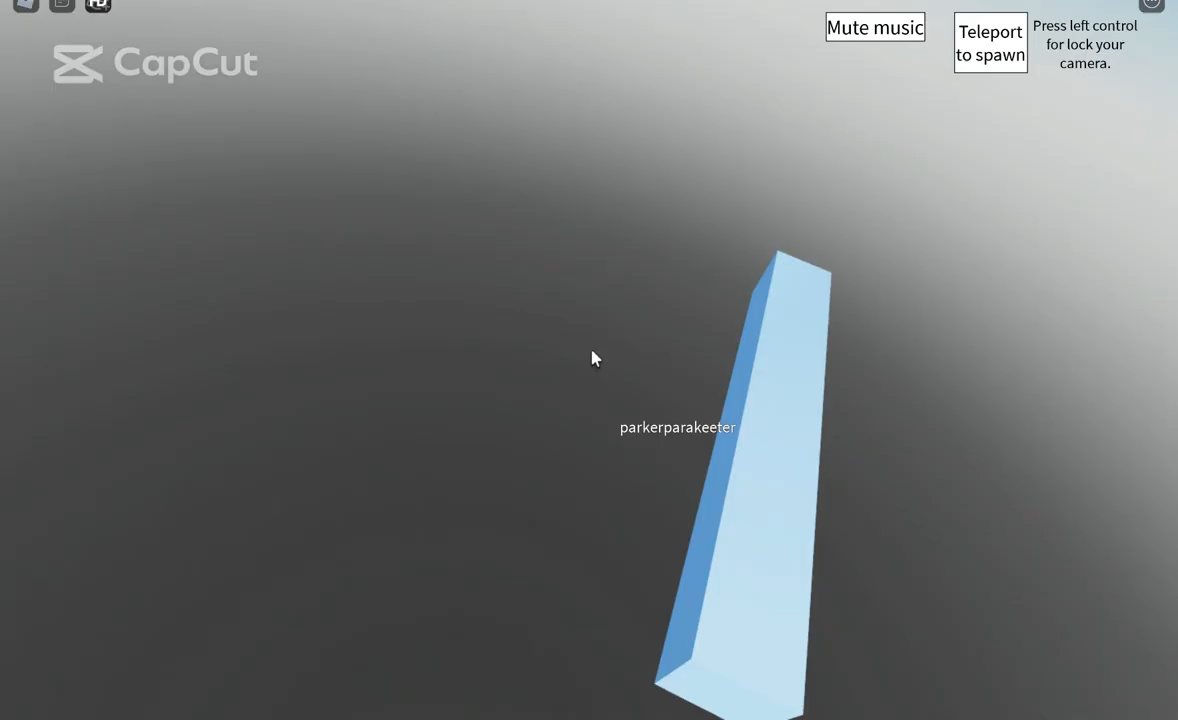 CapCut
Mute music
Teleport
to spawn
Press left control
for lock your
camera.
parkerparakeeter